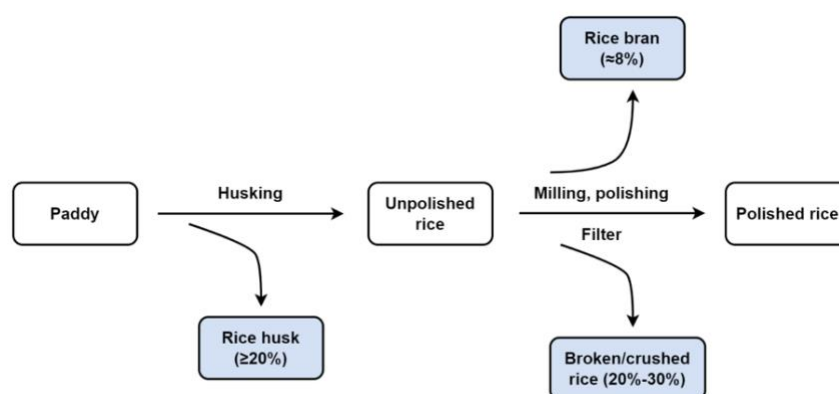 Rice bran
(≈8%)
Husking
Milling, polishing
Paddy
Unpolished
rice
Polished rice
Filter
Rice husk
(≥20%)
Broken/crushed
rice (20%-30%)